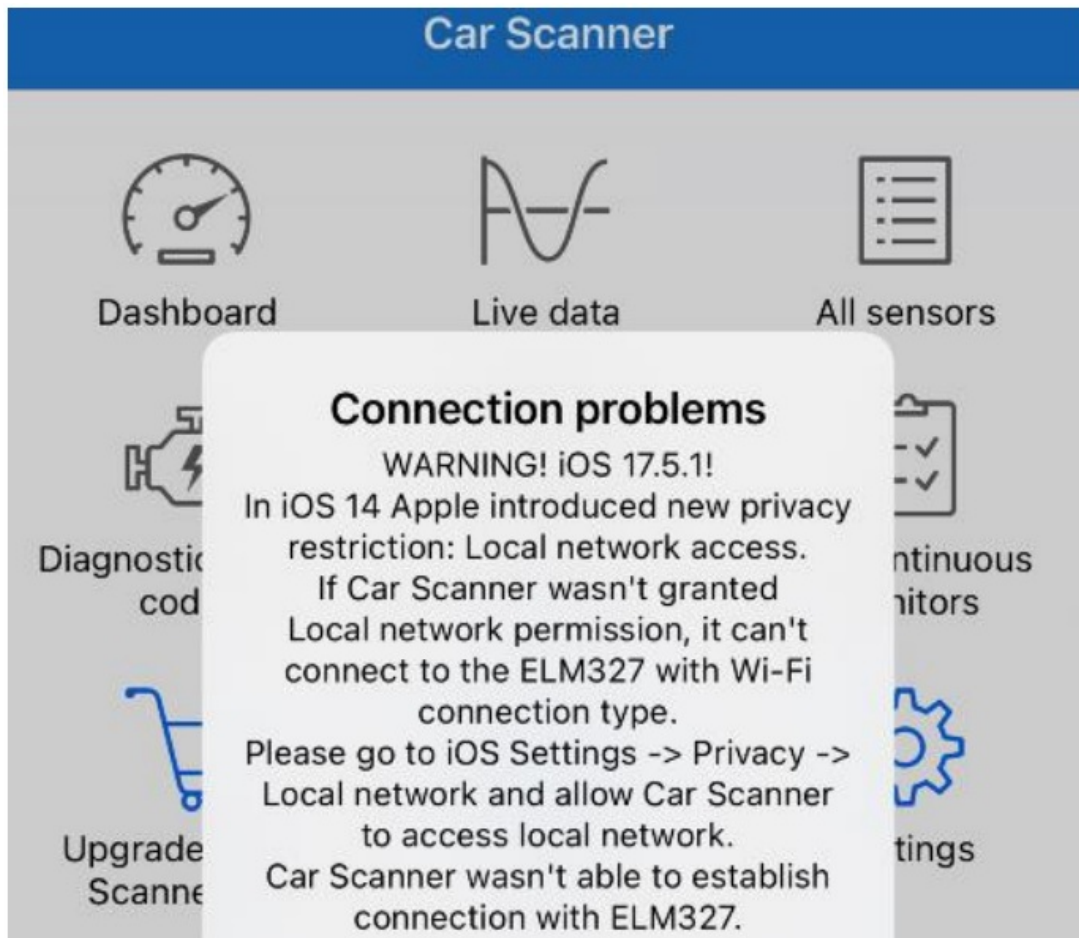 Car Scanner
Dashboard
Live data
All sensors
Connection problems
WARNING! iOS 17.5.1!
In iOS 14 Apple introduced new privacy
restriction: Local network access.
If Car Scanner wasn't granted
Local network permission, it can't
connect to the ELM327 with Wi-Fi
connection type.
Please go to iOS Settings -> Privacy ->
Local network and allow Car Scanner
to access local network.
Car Scanner wasn't able to establish
connection with ELM327.
Upgrade